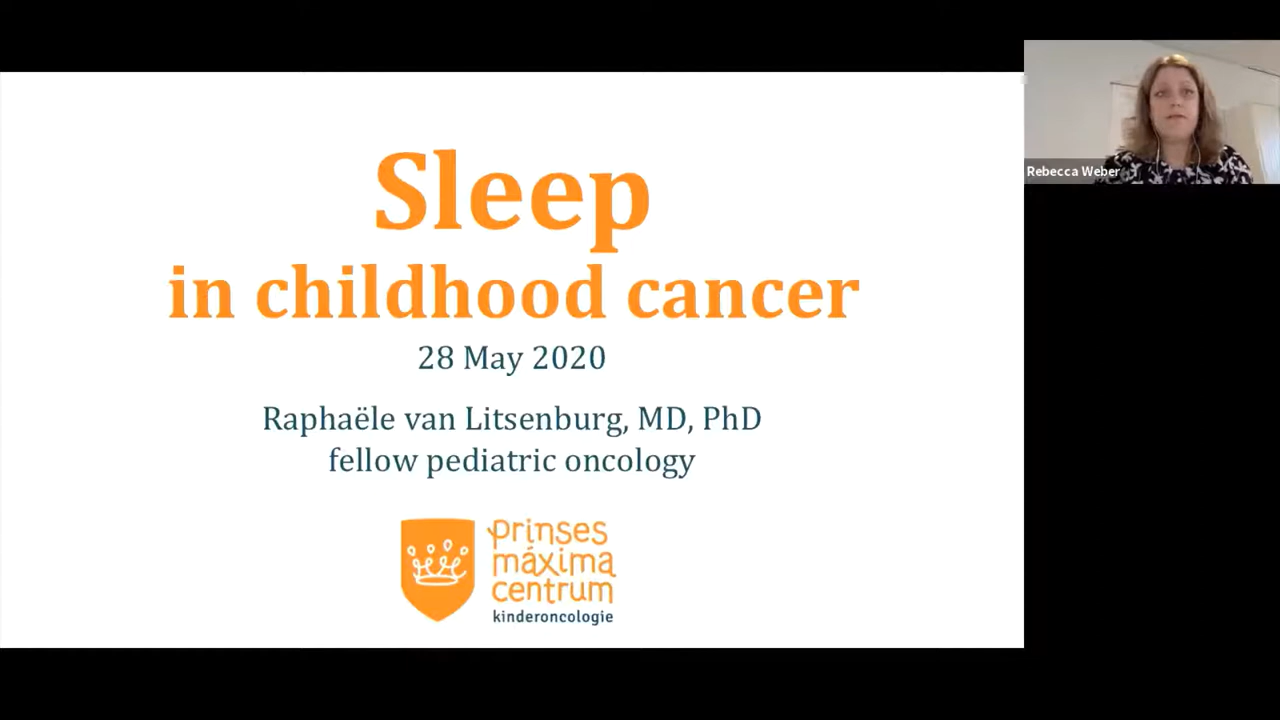 Sleep
in childhood cancer
28 May 2020
Raphaële van Litsenburg, MD, PhD
fellow pediatric oncology
prinses
máxima
centrum
kinderoncologie
Rebecca Weber